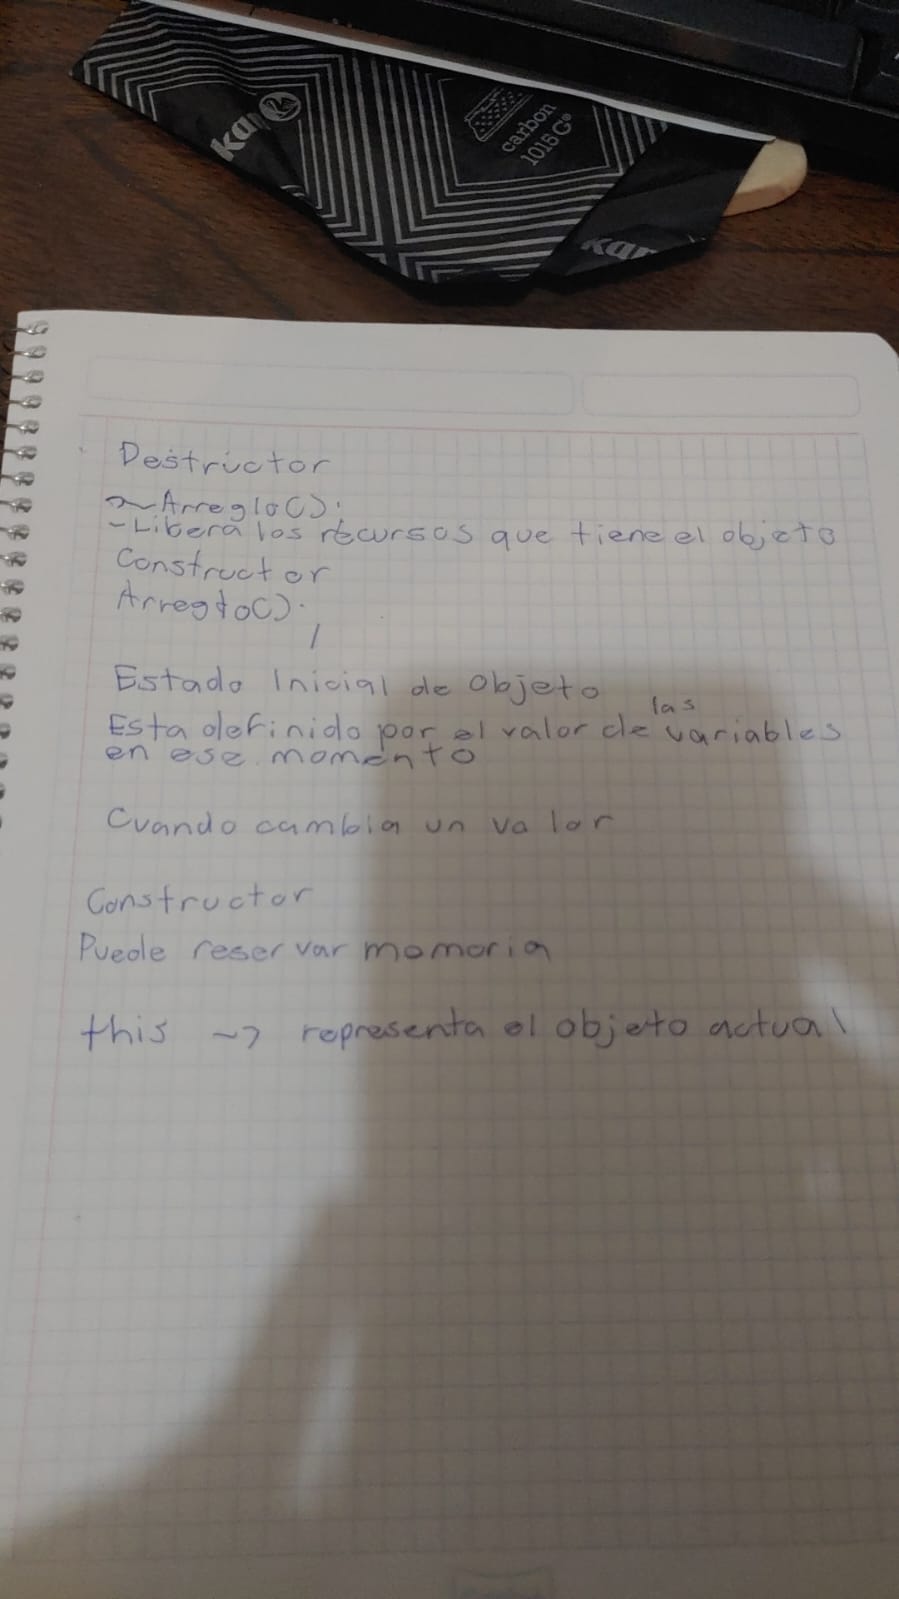 kar
carbon
1015 G®
kar
Destructor
~Arreglo();
-Libera los recursos que tiene el objeto
Constructor
Arreglo();
Estado Inicial de Objeto
Esta definido por el valor de las variables
en ese momento
Cuando cambia un valor
Constructor
Puede reservar momoria
this ~> representa el objeto actual